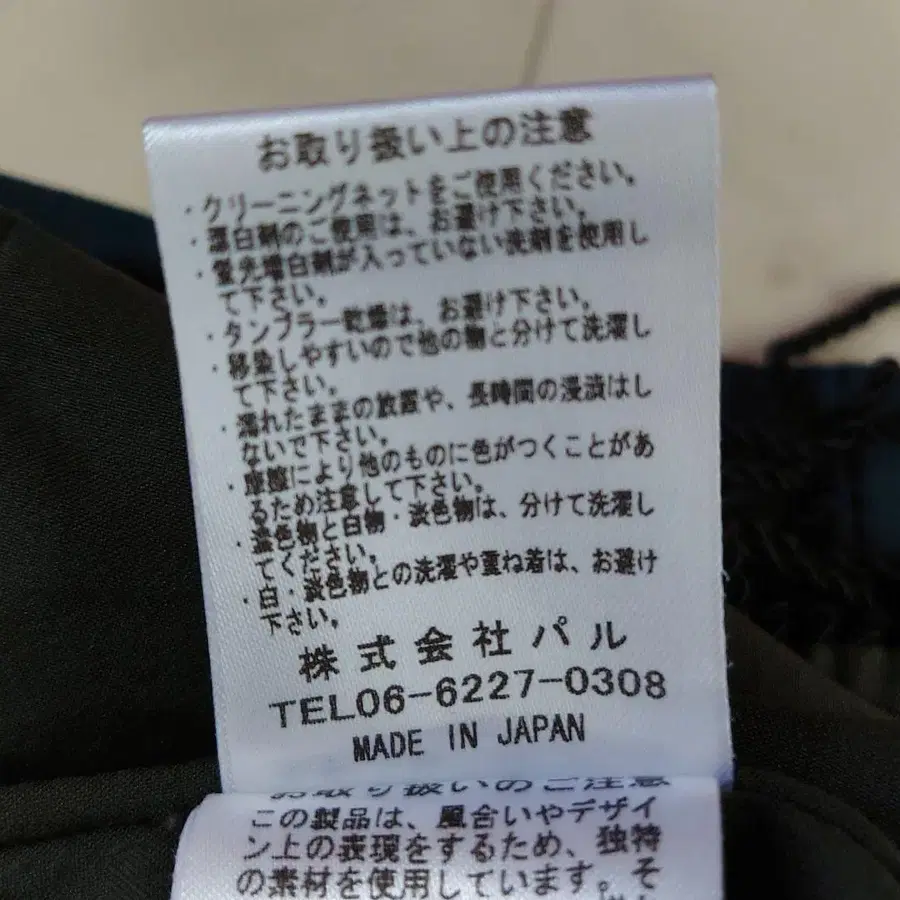 お取り扱い上の注意
・クリーニングネットをご使用ください。
・漂白剤のご使用は、お避け下さい。
・蛍光増白剤が入っていない洗剤を使用し
て下さい。
・タンブラー乾燥は、お避け下さい。
・移染しやすいので他の物と分けて洗濯し
て下さい。
・濡れたままの放置や、長時間の浸漬はし
ないで下さい。
・摩擦により他のものに色がつくことがあ
るため注意して下さい。
・濃色物と白物・淡色物は、分けて洗濯し
てください。
・白・淡色物との洗濯や重ね着は、お避け
下さい。
株式会社パル
TEL06-6227-0308
MADE IN JAPAN
お取り扱いのご注意
この製品は、風合いやデザイ
ン上の表現をするため、独特
の素材を使用しています。そ